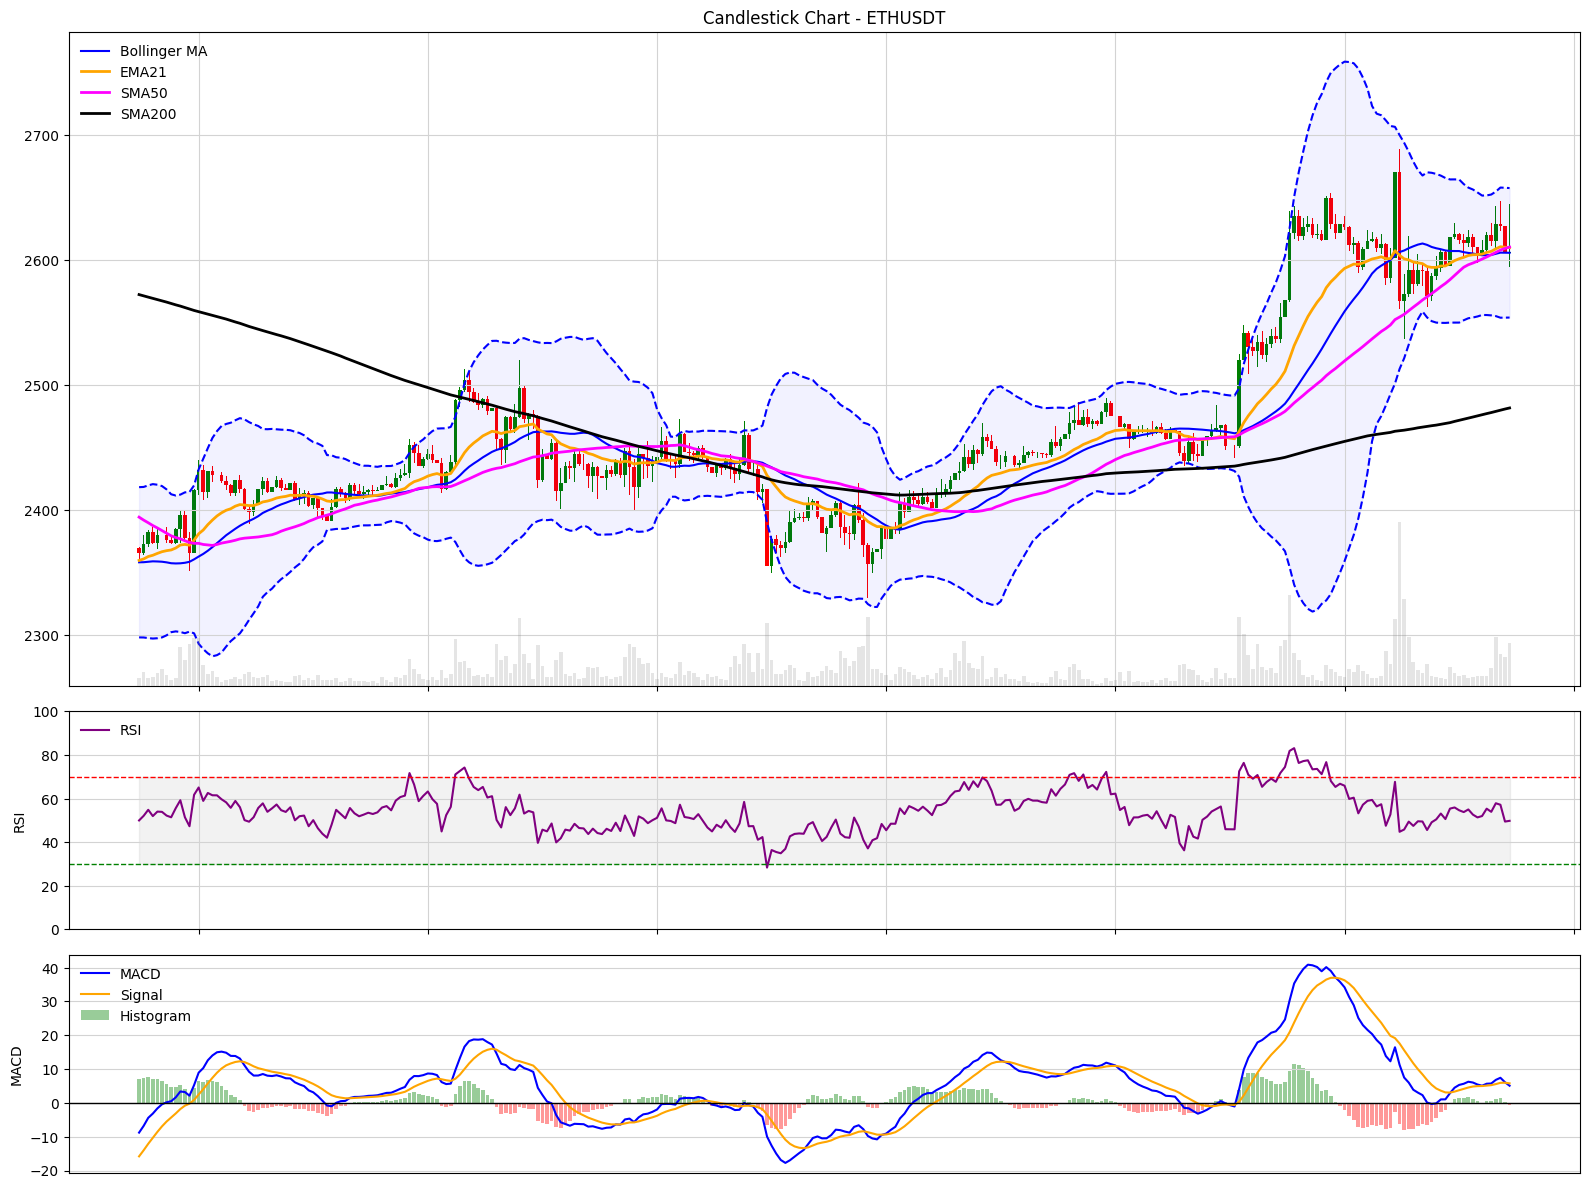 Candlestick Chart - ETHUSDT
Bollinger MA
EMA21
SMA50
SMA200
2700
2600
2500
2400
2300
RSI
100
80
60
40
20
0
RSI
MACD
Signal
Histogram
40
30
20
10
0
−10
−20
MACD